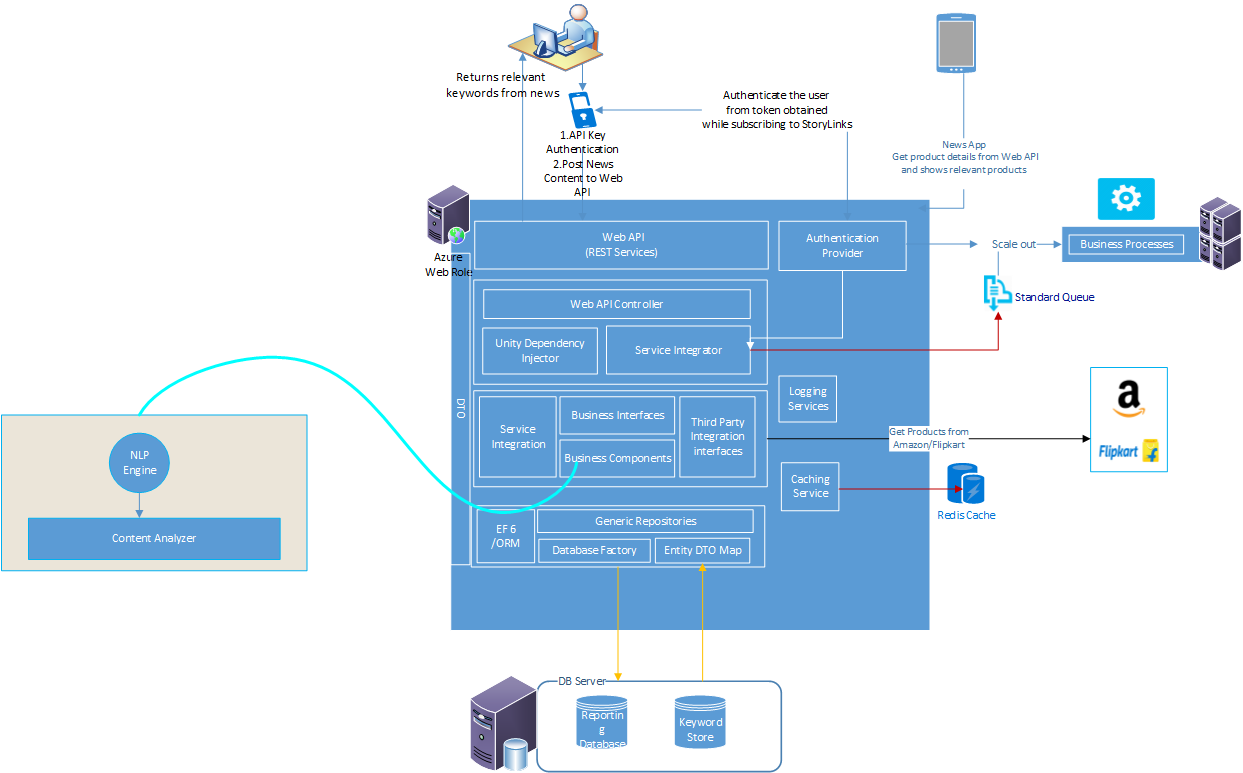 Returns relevant
keywords from news
1.API Key
Authentication
2.Post News
Content to Web
API
Authenticate the user
from token obtained
while subscribing to StoryLinks
News App
Get product details from Web API
and shows relevant products
Azure
Web Role
Web API
(REST Services)
Authentication
Provider
Scale out
Business Processes
Standard Queue
Web API Controller
Unity Dependency
Injector
Service Integrator
DTO
Logging
Services
Service
Integration
Business Interfaces
Business Components
Third Party
Integration
interfaces
Get Products from
Amazon/Flipkart
a
Flipkart
f
Caching
Service
Redis Cache
NLP
Engine
Content Analyzer
EF 6
/ORM
Generic Repositories
Database Factory
Entity DTO Map
DB Server
Reportin
g
Database
Keyword
Store